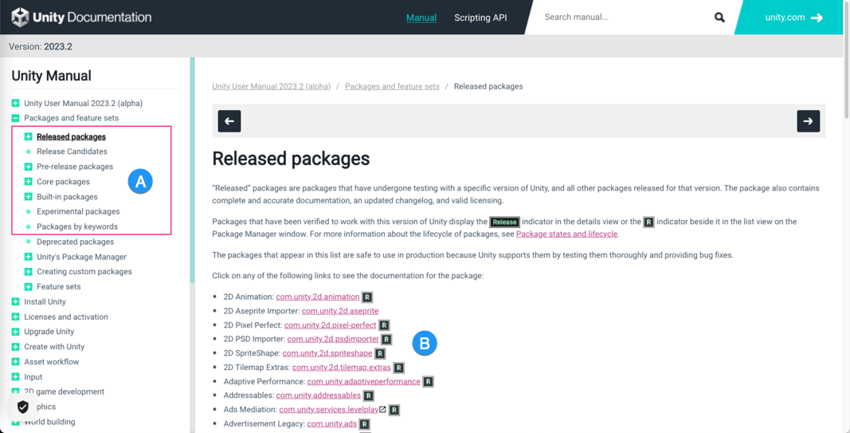 Unity Documentation
Manual
Scripting API
Search manual...
unity.com
Version: 2023.2
Unity Manual
Unity User Manual 2023.2 (alpha)
Packages and feature sets
Released packages
Release Candidates
Pre-release packages
Core packages
Built-in packages
Experimental packages
Packages by keywords
Deprecated packages
Unity's Package Manager
Creating custom packages
Feature sets
Install Unity
Licenses and activation
Upgrade Unity
Create with Unity
Asset workflow
Input
2D game development
phics
World building
A
Unity User Manual 2023.2 (alpha) / Packages and feature sets / Released packages
Released packages
"Released" packages are packages that have undergone testing with a specific version of Unity, and all other packages released for that version. The package also contains
complete and accurate documentation, an updated changelog, and valid licensing.
Packages that have been verified to work with this version of Unity display the Release indicator in the details view or the R indicator beside it in the list view on the
Package Manager window. For more information about the lifecycle of packages, see Package states and lifecycle.
The packages that appear in this list are safe to use in production because Unity supports them by testing them thoroughly and providing bug fixes.
Click on any of the following links to see the documentation for the package:
2D Animation: com.unity.2d.animation R
2D Aseprite Importer: com.unity.2d.aseprite
2D Pixel Perfect: com.unity.2d.pixel-perfect R
2D PSD Importer: com.unity.2d.psdimporter R
2D SpriteShape: com.unity.2d.spriteshape R
2D Tilemap Extras: com.unity.2d.tilemap.extras R
Adaptive Performance: com.unity.adaptiveperformance R
Addressables: com.unity.addressables R
Ads Mediation: com.unity.services.levelplay R
Advertisement Legacy: com.unity.ads R
B